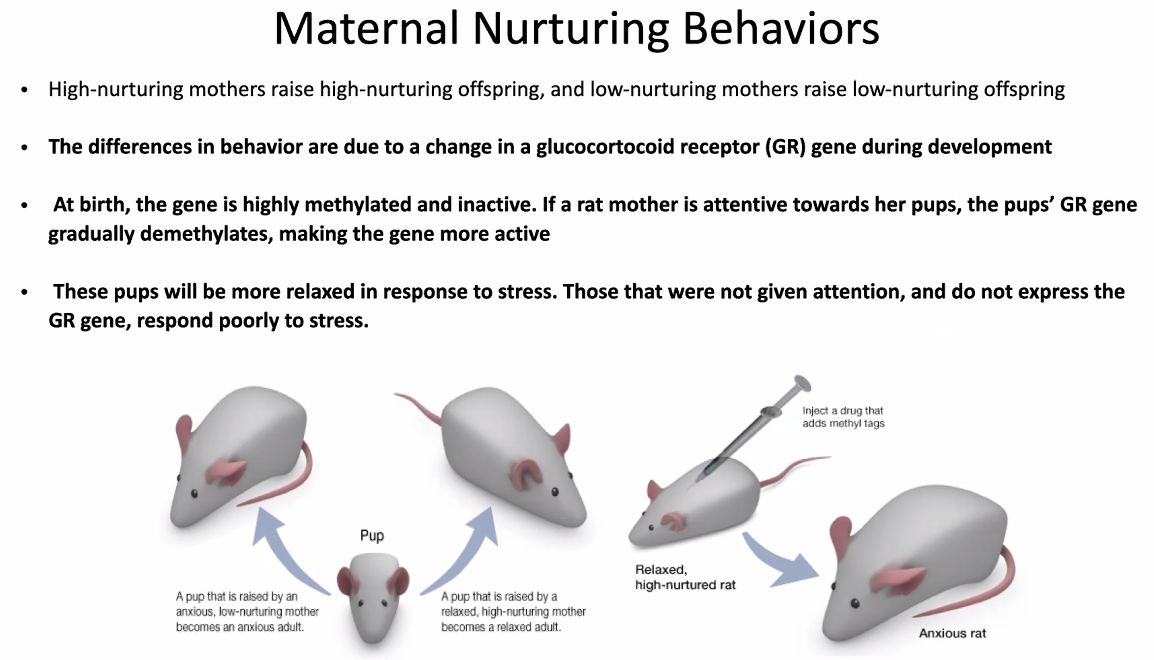 Maternal Nurturing Behaviors
• High-nurturing mothers raise high-nurturing offspring, and low-nurturing mothers raise low-nurturing offspring
• The differences in behavior are due to a change in a glucocortocoid receptor (GR) gene during development
• At birth, the gene is highly methylated and inactive. If a rat mother is attentive towards her pups, the pups’ GR gene
gradually demethylates, making the gene more active
• These pups will be more relaxed in response to stress. Those that were not given attention, and do not express the
GR gene, respond poorly to stress.
Pup
A pup that is raised by an
anxious, low-nurturing mother
becomes an anxious adult.
A pup that is raised by a
relaxed, high-nurturing mother
becomes a relaxed adult.
Inject a drug that
adds methyl tags
Relaxed,
high-nurtured rat
Anxious rat